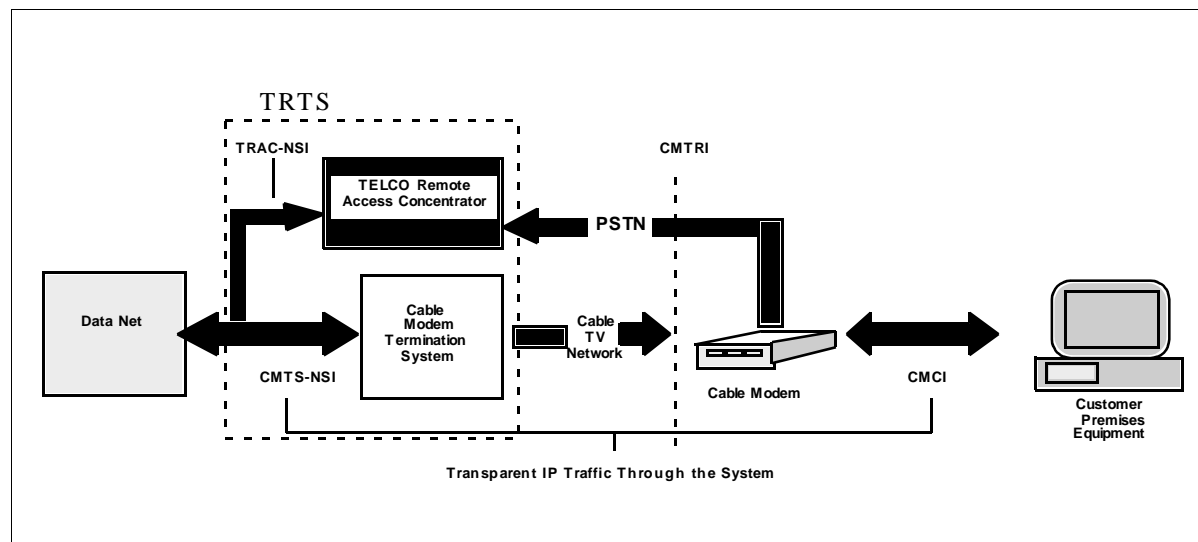 TRTS
TRAC-NSI
CMTRI
TELCO Remote
Access Concentrator
PSTN
Data Net
Cable
Modem
Termination
System
Cable
TV
Network
CMTS-NSI
Cable Modem
CMCI
Customer
Premises
Equipment
Transparent IP Traffic Through the System